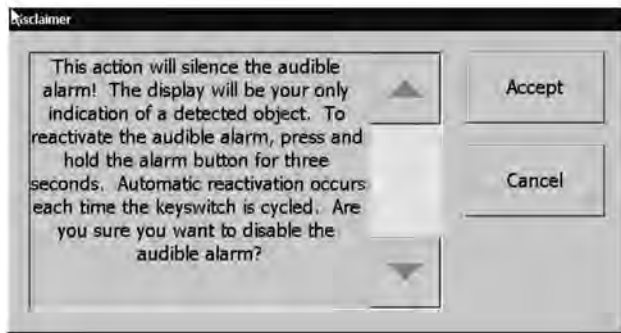 Disclaimer
This action will silence the audible
alarm! The display will be your only
indication of a detected object. To
reactivate the audible alarm, press and
hold the alarm button for three
seconds. Automatic reactivation occurs
each time the keyswitch is cycled. Are
you sure you want to disable the
audible alarm?
Accept
Cancel